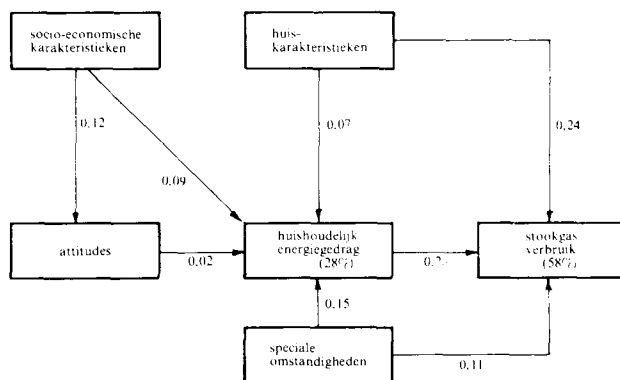 socio-economische
karakteristieken
huis-
karakteristieken
0,12
0,07
0,24
0,09
attitudes
0,02
huishoudelijk
energiegedrag
(28%)
stookgas
verbruik
(58%)
0,15
speciale
omstandigheden
0,11